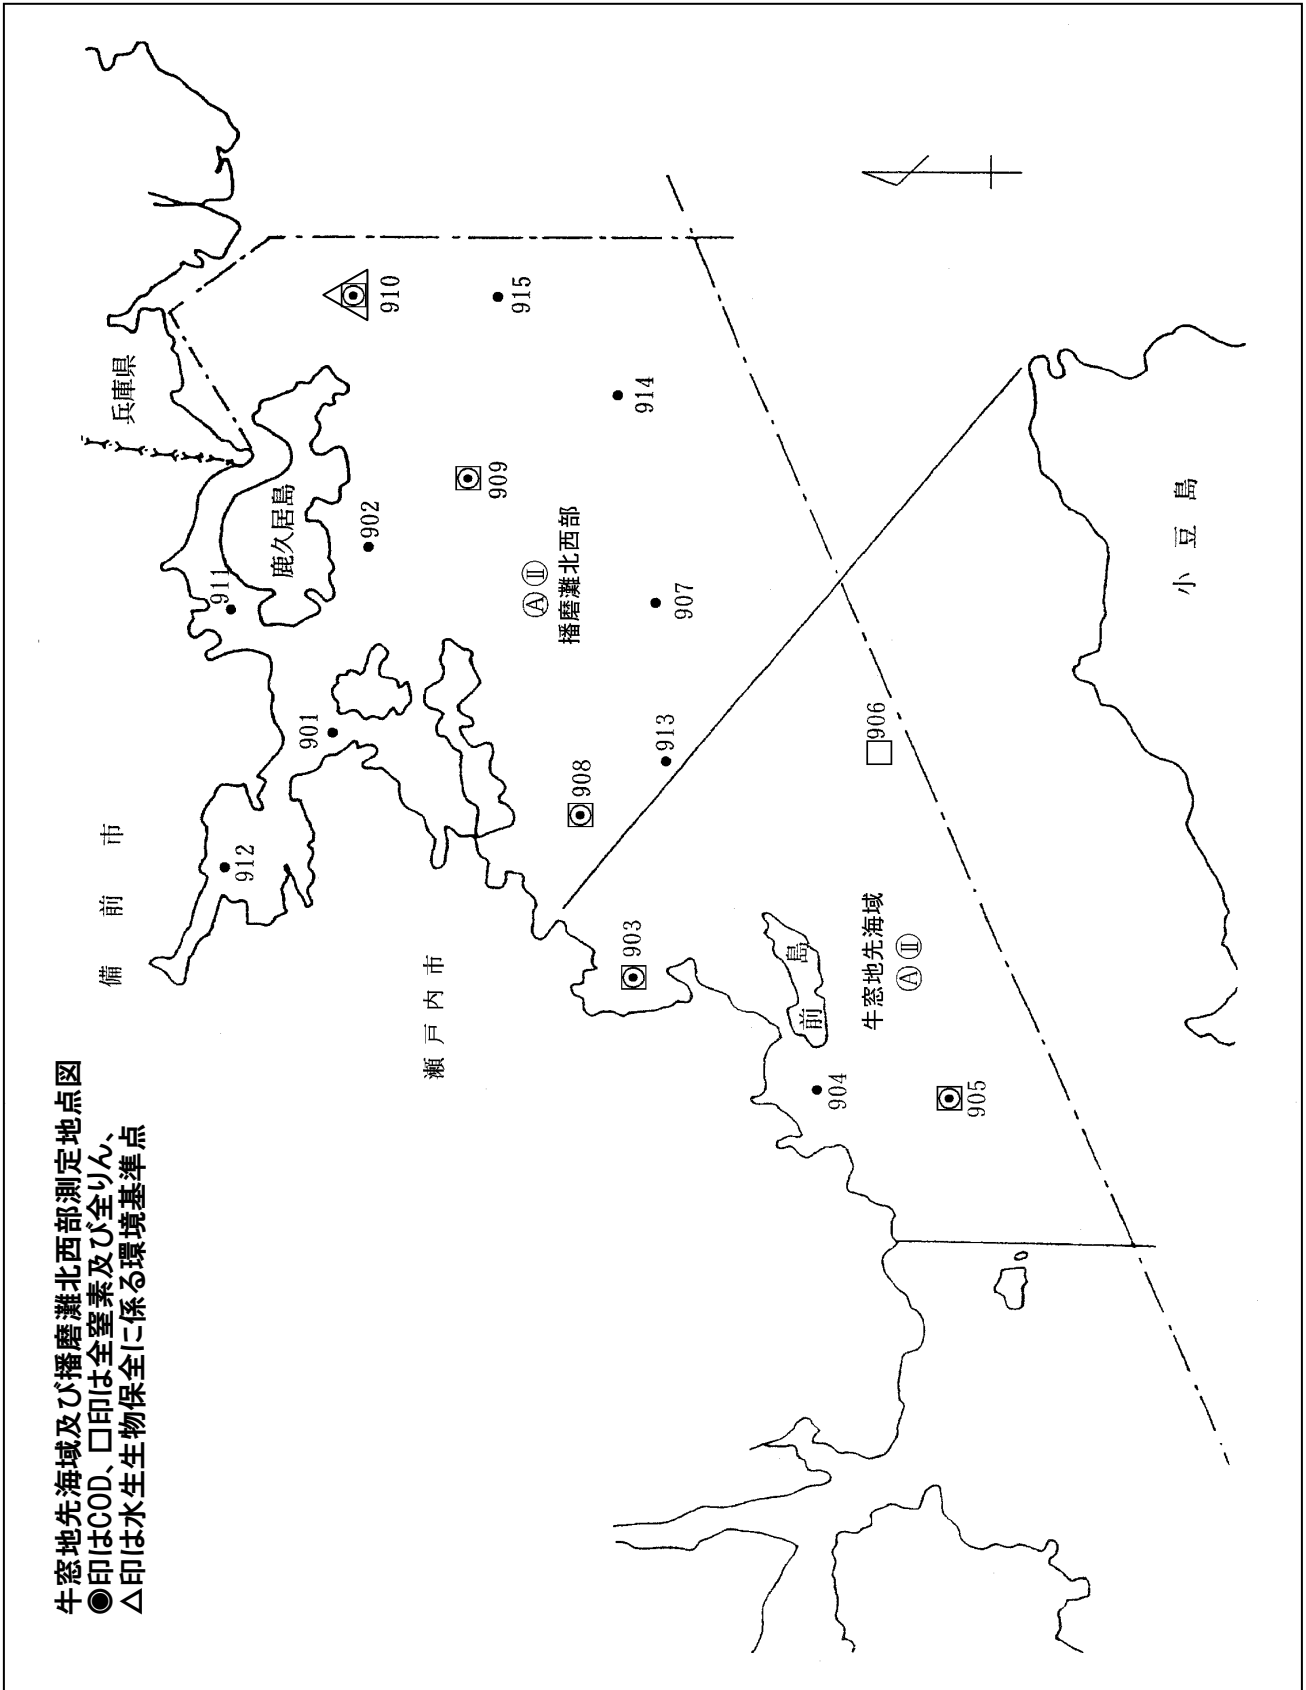 牛窓地先海域及び播磨灘北西部測定地点図
◉印はCOD、□印は全窒素及び全りん、
△印は水生生物保全に係る環境基準点
備前市
瀬戸内市
兵庫県
鹿久居島
911
912
901
902
910
915
909
914
Ⓐ Ⅱ
播磨灘北西部
907
913
908
903
906
前島
牛窓地先海域
Ⓐ Ⅱ
904
905
小豆島